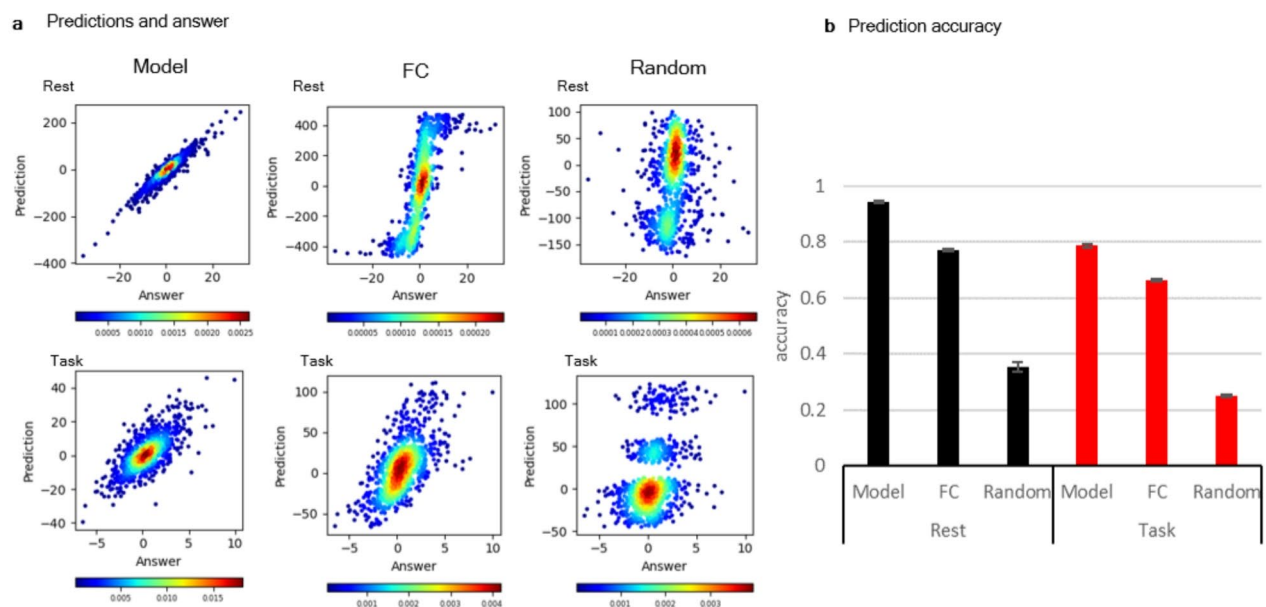 a Predictions and answer
Model
FC
Random
Rest
Rest
Rest
200
0
−200
−400
Prediction
−20 0 20
Answer
0.0005 0.0010 0.0015 0.0020 0.0025
400
200
0
−200
−400
Prediction
−20 0 20
Answer
0.00005 0.00010 0.00015 0.00020
100
50
0
−50
−100
−150
Prediction
−20 0 20
Answer
0.0001 0.0002 0.0003 0.0004 0.0005 0.0006
Task
Task
Task
40
20
0
−20
−40
Prediction
−5 0 5 10
Answer
0.005 0.010 0.015
100
50
0
−50
Prediction
−5 0 5 10
Answer
0.001 0.002 0.003 0.004
100
50
0
−50
Prediction
−5 0 5 10
Answer
0.001 0.002 0.003
b Prediction accuracy
1
0.8
0.6
0.4
0.2
0
accuracy
Model FC Random Model FC Random
Rest Task